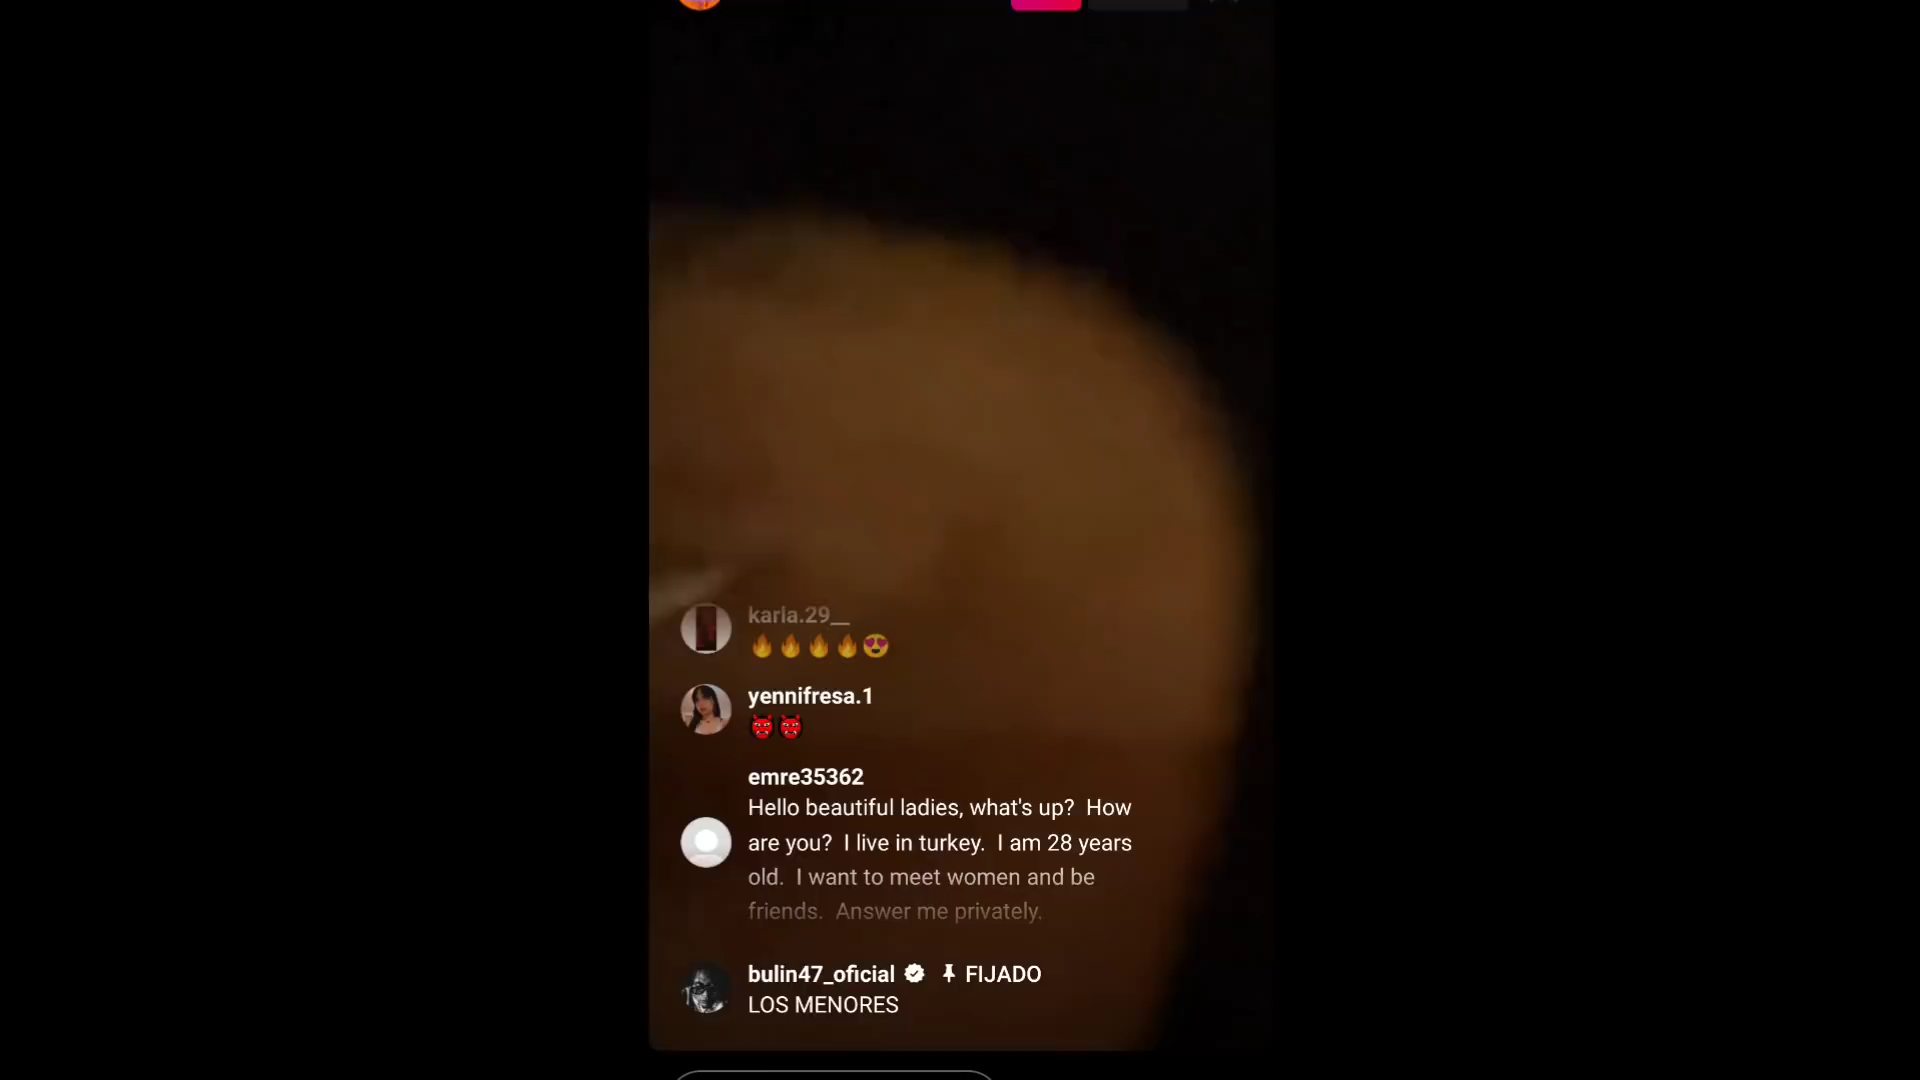 karla.29__
🔥🔥🔥🔥😍
yennifresa.1
👹👹
emre35362
Hello beautiful ladies, what's up?  How
are you?  I live in turkey.  I am 28 years
old.  I want to meet women and be
friends.  Answer me privately.
bulin47_oficial FIJADO
LOS MENORES